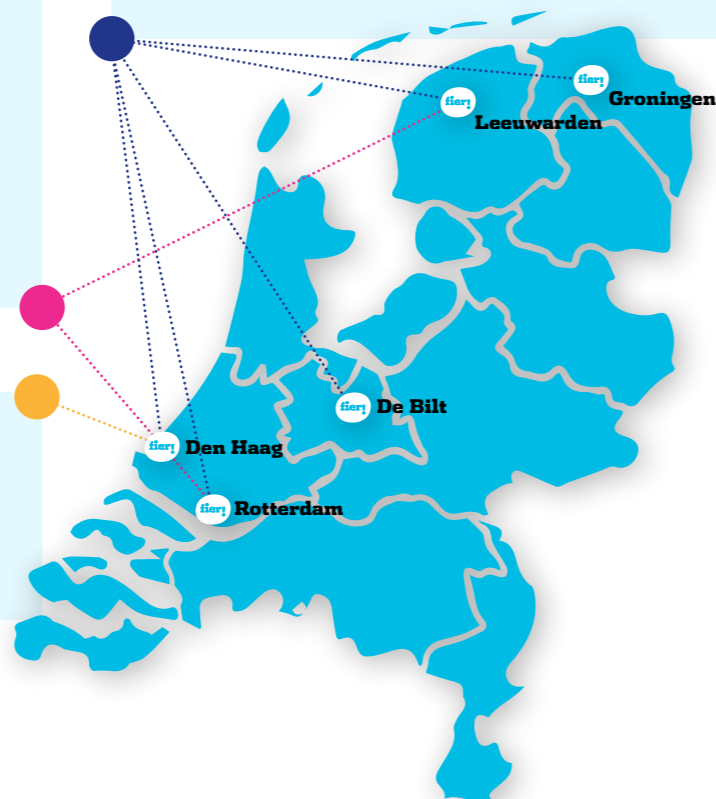 fier!
Groningen
fier!
Leeuwarden
fier!
De Bilt
fier!
Den Haag
fier!
Rotterdam